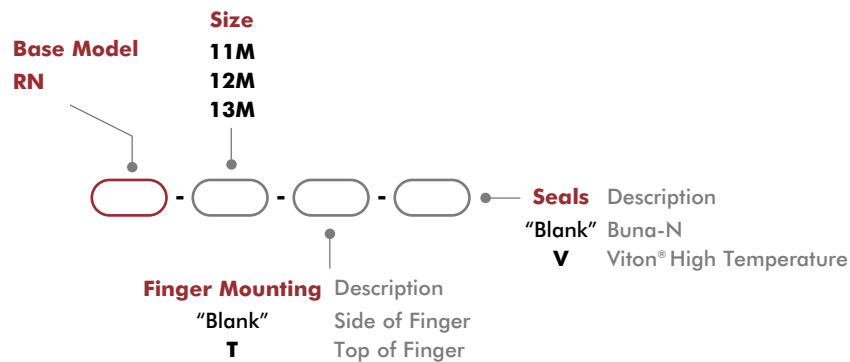 Size
Base Model
11M
RN
12M
13M
- - -
Seals Description
“Blank” Buna-N
V Viton® High Temperature
Finger Mounting Description
“Blank” Side of Finger
T Top of Finger